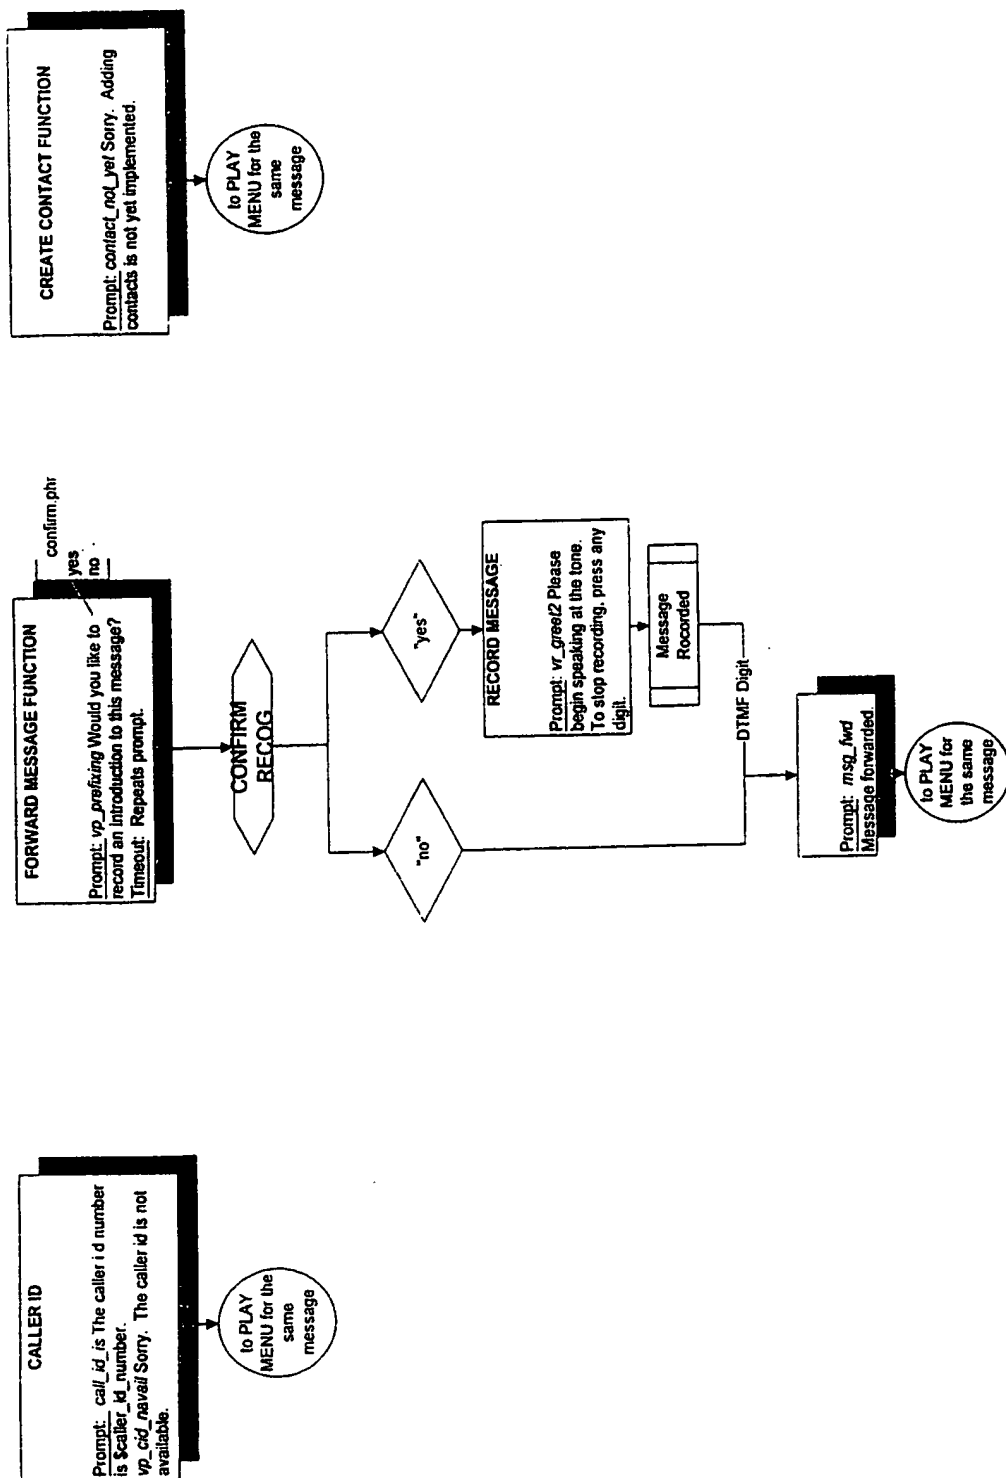 CALLER ID
Prompt: call_id_is The caller i d number
is $caller_id_number.
vp_cid_navail Sorry. The caller id is not
available.
to PLAY
MENU for the
same
message
FORWARD MESSAGE FUNCTION
Prompt: vp_prefixing Would you like to
record an Introduction to this message?
Timeout: Repeats prompt.
confirm.phr
yes
no
CONFIRM
RECOG
"no"
"yes"
RECORD MESSAGE
Prompt: vr_greet2 Please
begin speaking at the tone.
To stop recording, press any
digit.
Message
Rocorded
DTMF Digit
Prompt: msg_fwd
Message forwarded.
to PLAY
MENU for
the same
message
CREATE CONTACT FUNCTION
Prompt: contact_not_yet Sorry. Adding
contacts is not yet implemented.
to PLAY
MENU for the
same
message